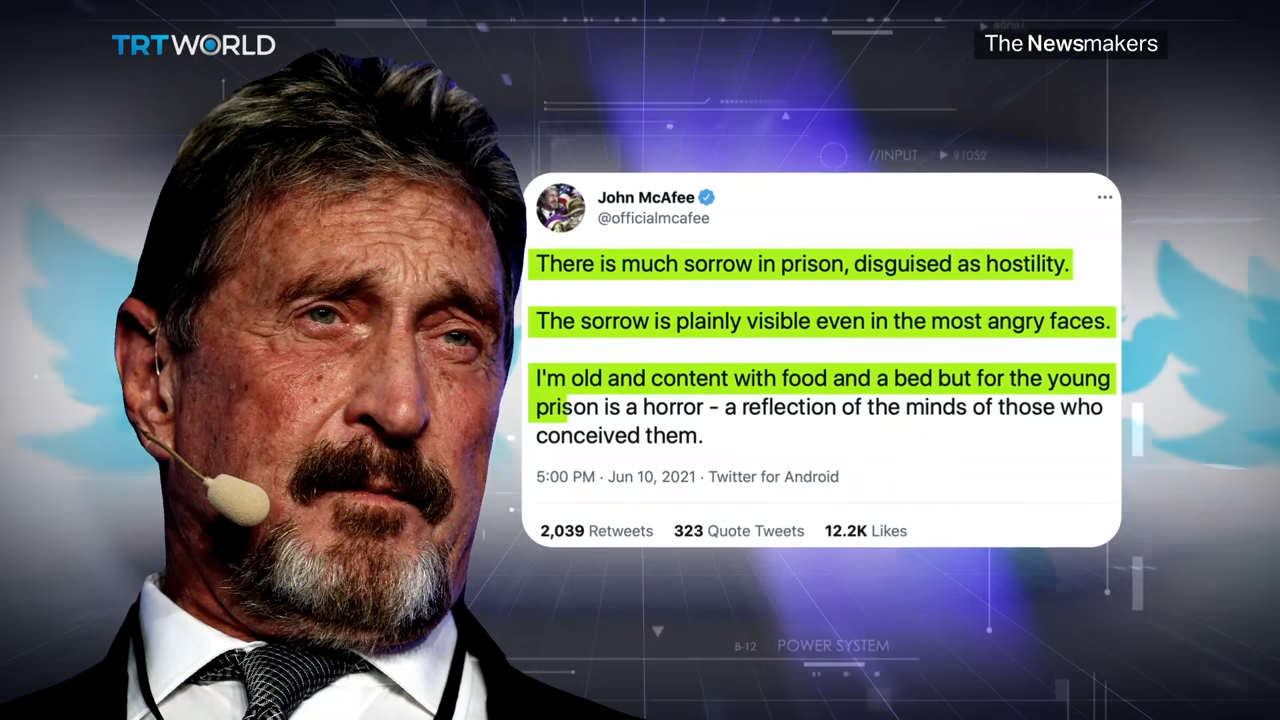 TRT WORLD
The Newsmakers
//INPUT
91052
John McAfee
@officialmcafee
There is much sorrow in prison, disguised as hostility.
The sorrow is plainly visible even in the most angry faces.
I'm old and content with food and a bed but for the young
prison is a horror - a reflection of the minds of those who
conceived them.
5:00 PM · Jun 10, 2021 · Twitter for Android
2,039 Retweets 323 Quote Tweets 12.2K Likes
B-12 POWER SYSTEM